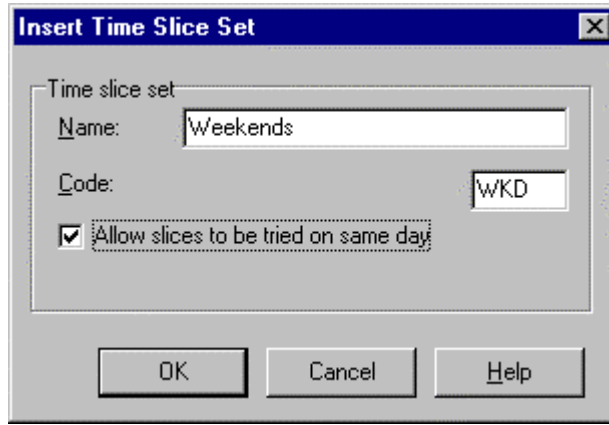 Insert Time Slice Set
Time slice set
Name: Weekends
Code: WKD
Allow slices to be tried on same day
OK Cancel Help